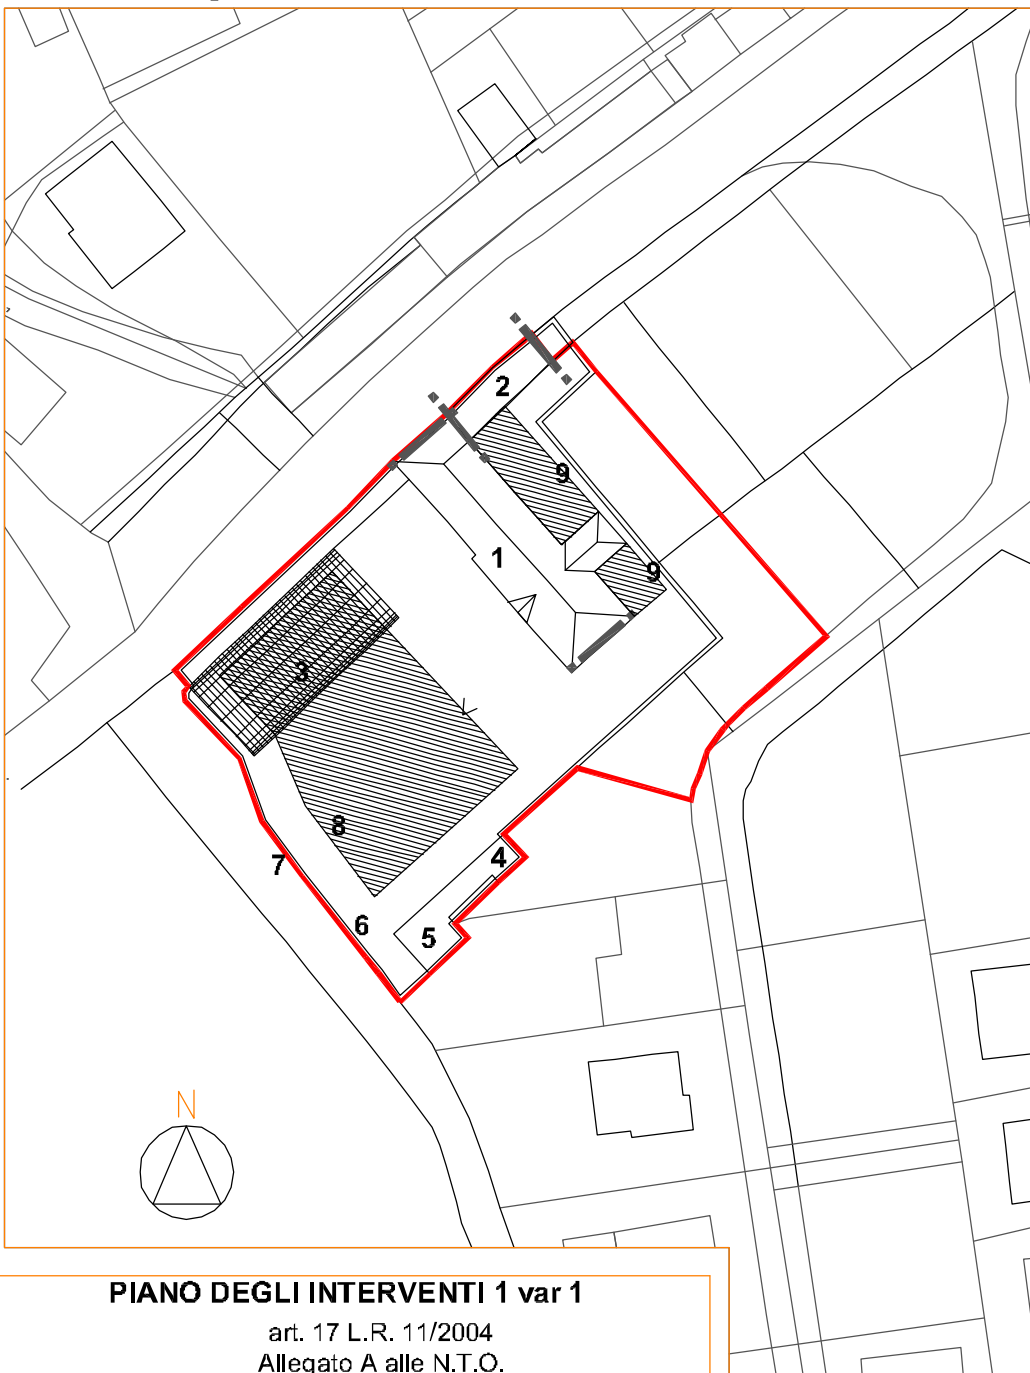 2
9
1
9
3
8
7
4
6
5
N
PIANO DEGLI INTERVENTI 1 var 1
art. 17 L.R. 11/2004
Allegato A alle N.T.O.